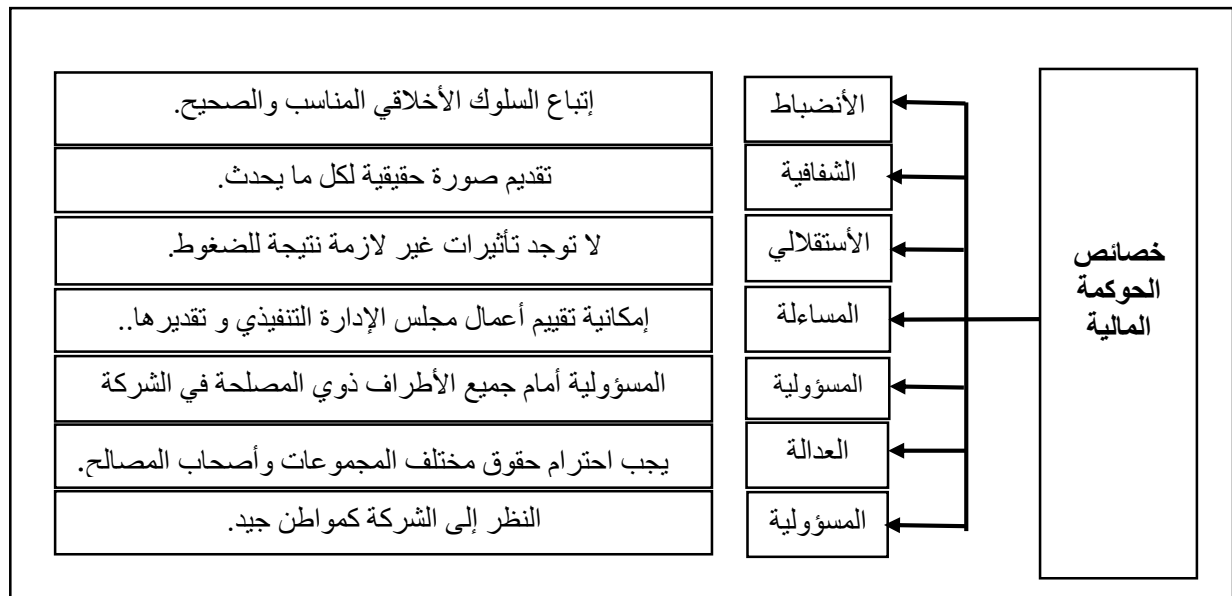 خصائص
الحوكمة
المالية
الأنضباط
إتباع السلوك الأخلاقي المناسب والصحيح.
الشفافية
تقديم صورة حقيقية لكل ما يحدث.
الأستقلالي
لا توجد تأثيرات غير لازمة نتيجة للضغوط.
المساءلة
إمكانية تقييم أعمال مجلس الإدارة التنفيذي و تقديرها..
المسؤولية
المسؤولية أمام جميع الأطراف ذوي المصلحة في الشركة
العدالة
يجب احترام حقوق مختلف المجموعات وأصحاب المصالح.
المسؤولية
النظر إلى الشركة كمواطن جيد.